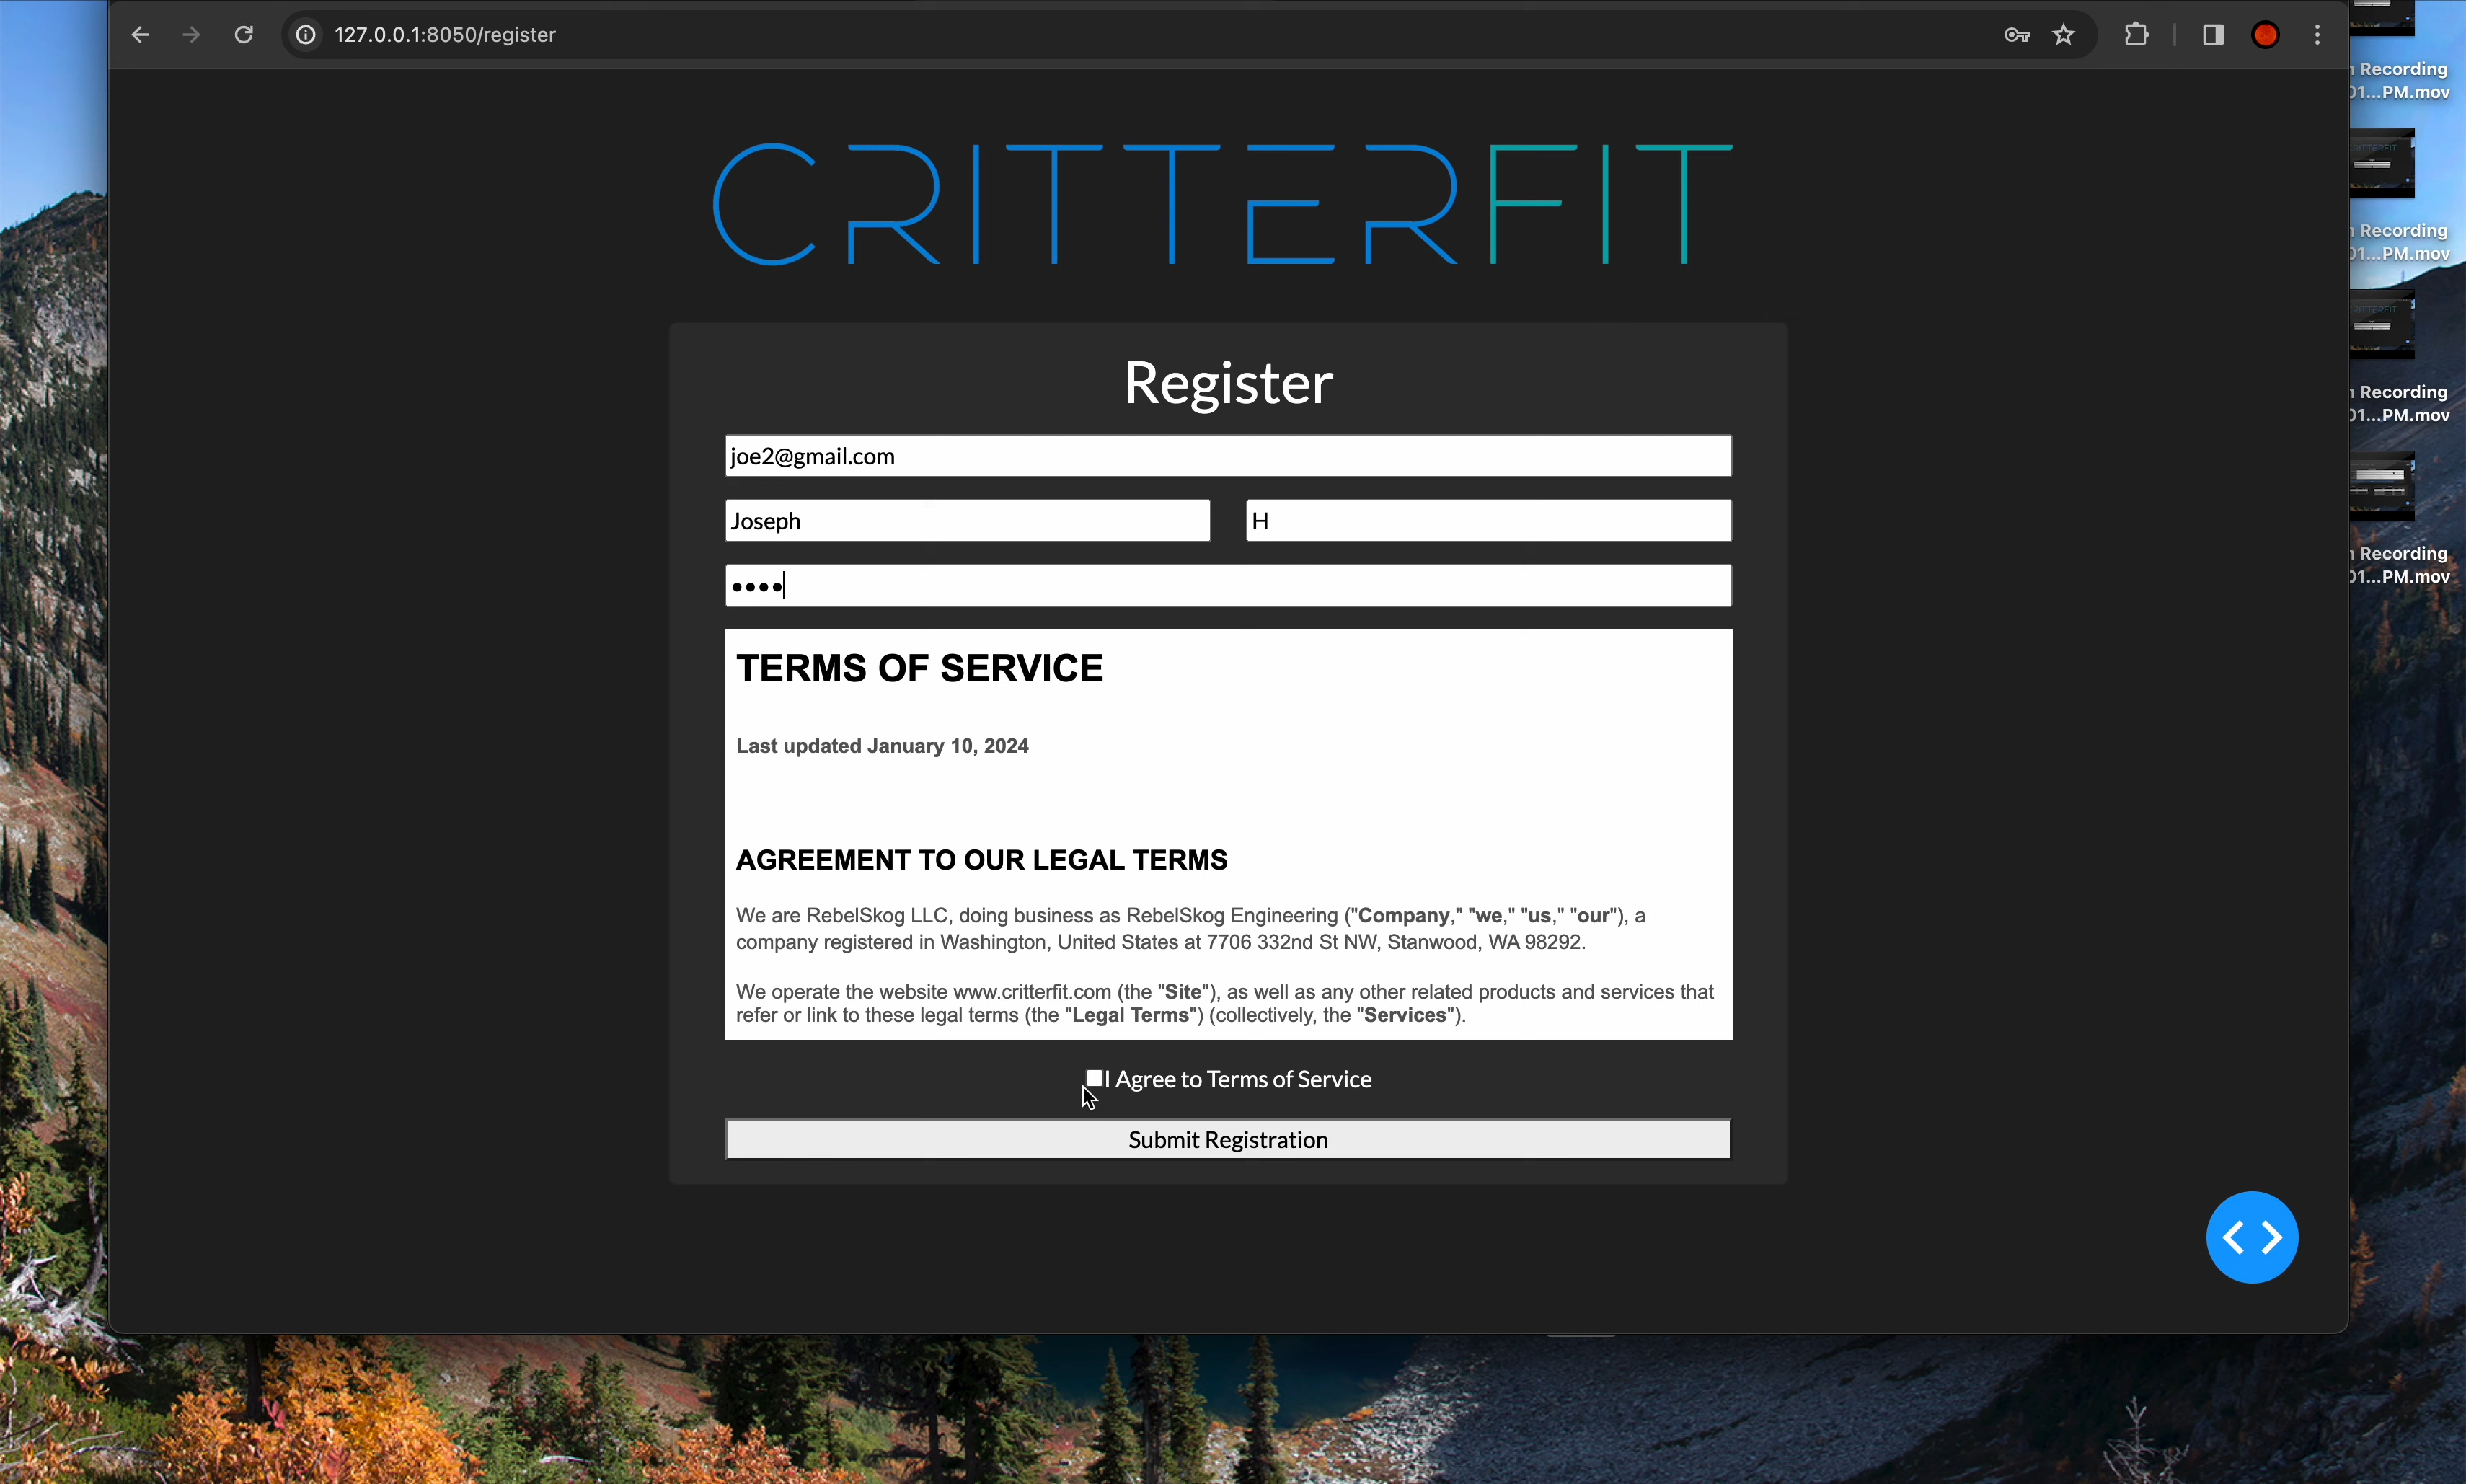 127.0.0.1:8050/register
CRITTERFIT
Register
joe2@gmail.com
Joseph
H
••••
TERMS OF SERVICE
Last updated January 10, 2024
AGREEMENT TO OUR LEGAL TERMS
We are RebelSkog LLC, doing business as RebelSkog Engineering ("Company," "we," "us," "our"), a
company registered in Washington, United States at 7706 332nd St NW, Stanwood, WA 98292.
We operate the website www.critterfit.com (the "Site"), as well as any other related products and services that
refer or link to these legal terms (the "Legal Terms") (collectively, the "Services").
I Agree to Terms of Service
Submit Registration
Recording
...PM.mov
Recording
...PM.mov
Recording
...PM.mov
Recording
...PM.mov